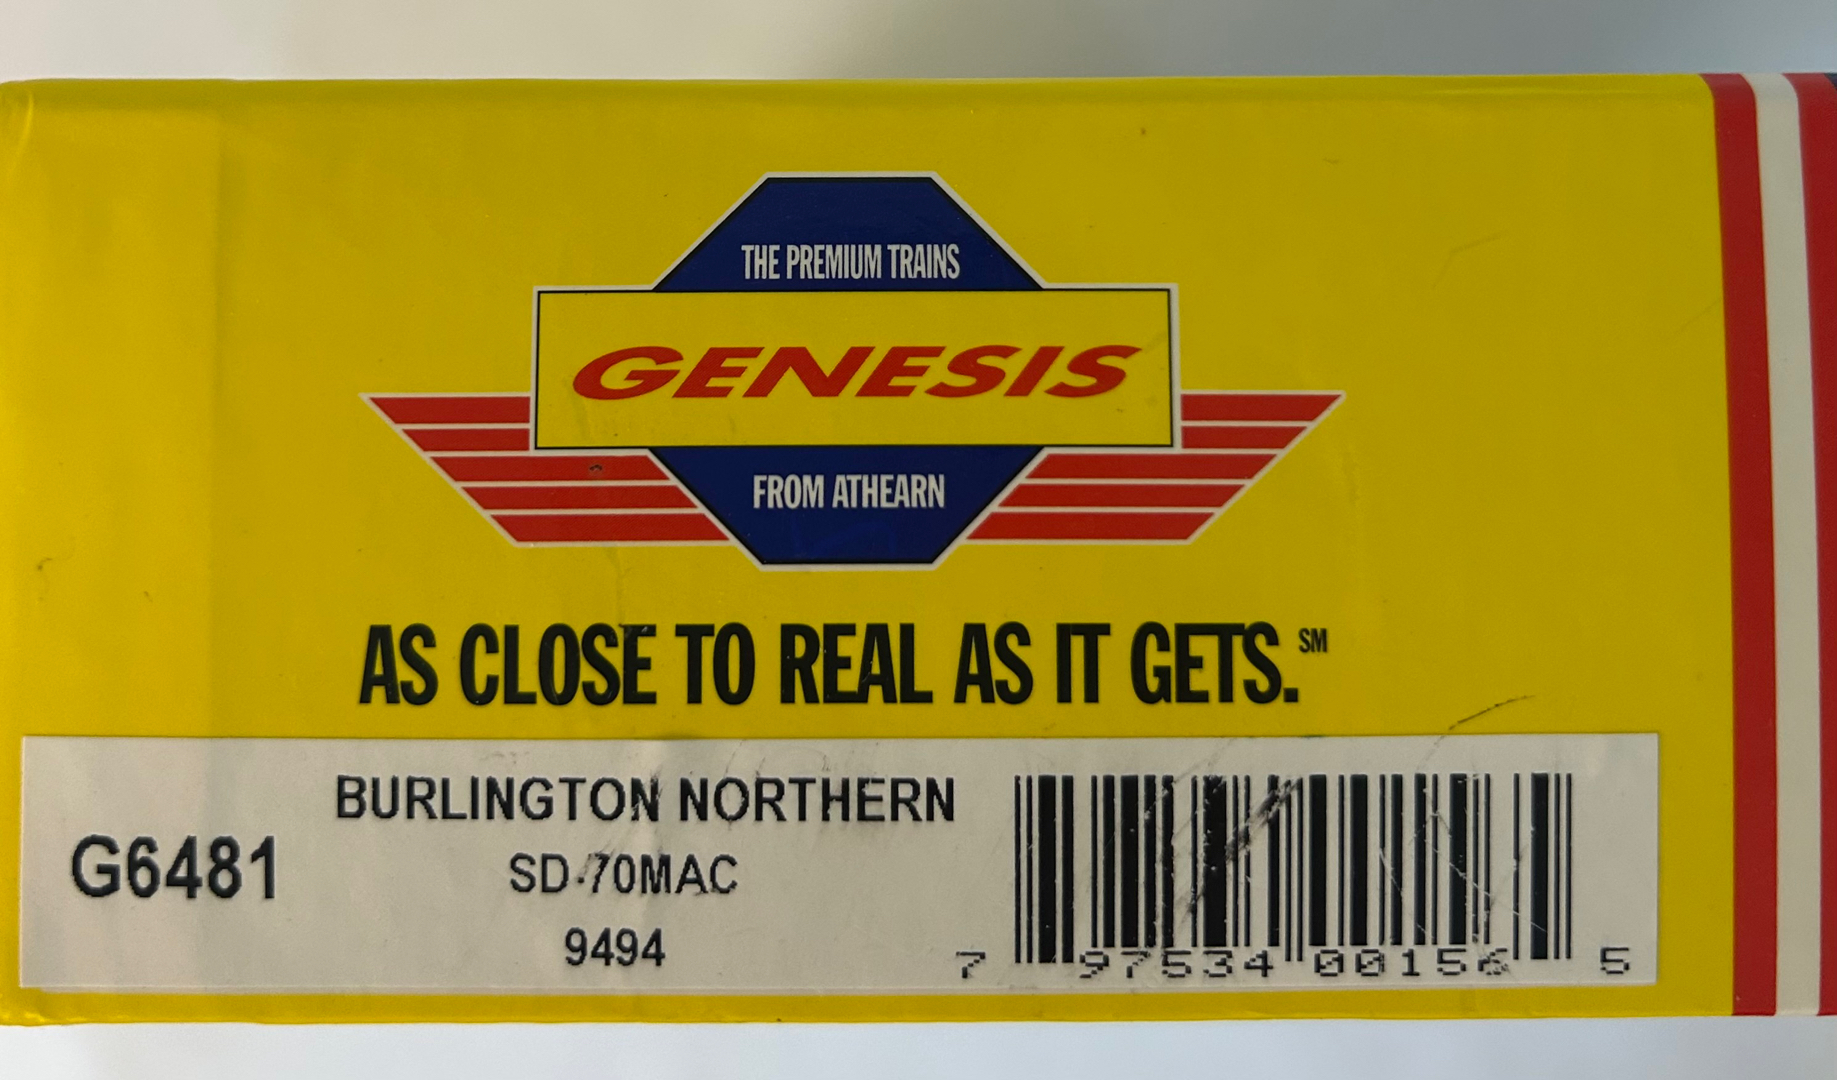 THE PREMIUM TRAINS
GENESIS
FROM ATHEARN
AS CLOSE TO REAL AS IT GETS.℠
BURLINGTON NORTHERN
G6481
SD-70MAC
9494
7 97534 00156 5